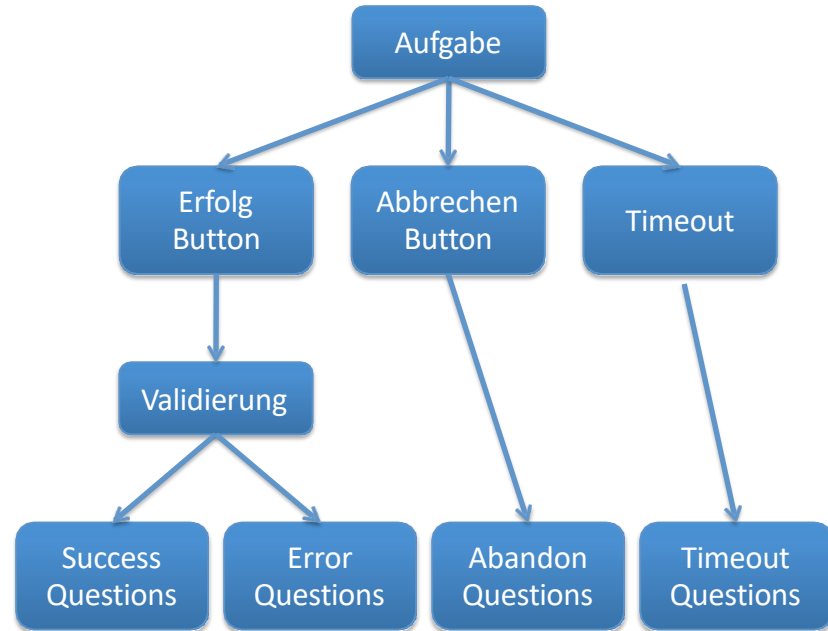 Aufgabe
Erfolg
Button
Abbrechen
Button
Timeout
Validierung
Success
Questions
Error
Questions
Abandon
Questions
Timeout
Questions